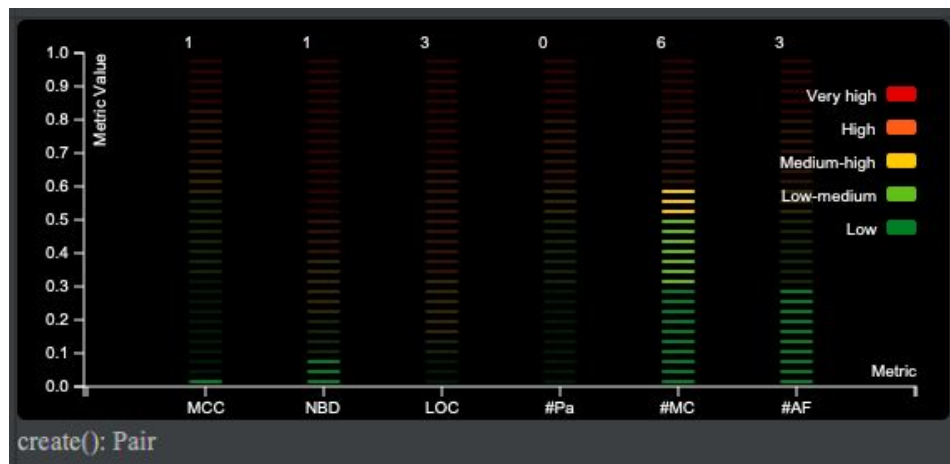 1 1 3 0 6 3
1.0
Metric Value
0.9
Very high
0.8
High
0.7
Medium-high
0.6
Low-medium
0.5
Low
0.4
0.3
0.2
0.1
Metric
0.0
MCC NBD LOC #Pa #MC #AF
create(): Pair